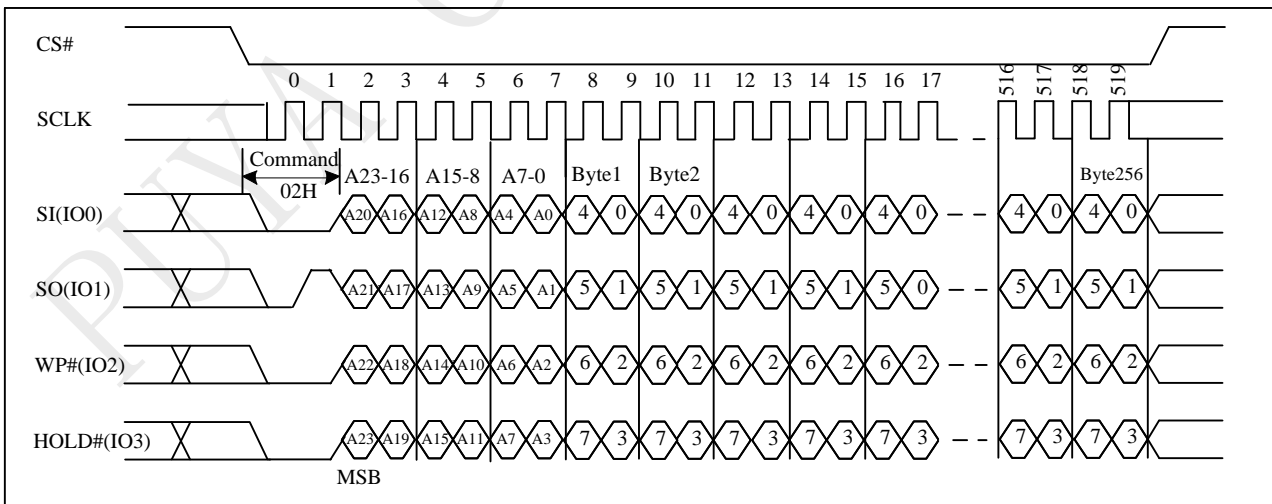 PUYA
CS#
0 1 2 3 4 5 6 7 8 9 10 11 12 13 14 15 16 17 516 517 518 519
SCLK
Command
02H
A23-16 A15-8 A7-0 Byte1 Byte2 Byte256
SI(IO0) A20 A16 A12 A8 A4 A0 4 0 4 0 4 0 4 0 4 0 4 0 4 0
SO(IO1) A21 A17 A13 A9 A5 A1 5 1 5 1 5 1 5 1 5 0 5 1 5 1
WP#(IO2) A22 A18 A14 A10 A6 A2 6 2 6 2 6 2 6 2 6 2 6 2 6 2
HOLD#(IO3) A23 A19 A15 A11 A7 A3 7 3 7 3 7 3 7 3 7 3 7 3 7 3
MSB